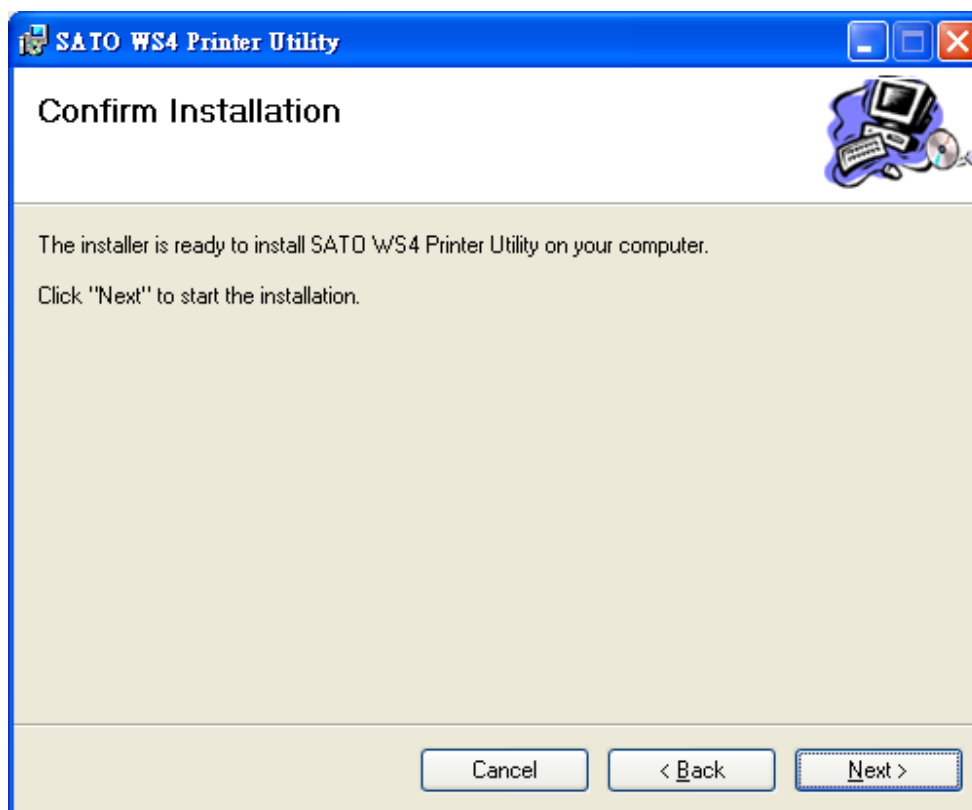 SATO WS4 Printer Utility
Confirm Installation
The installer is ready to install SATO WS4 Printer Utility on your computer.
Click "Next" to start the installation.
Cancel
< Back
Next >